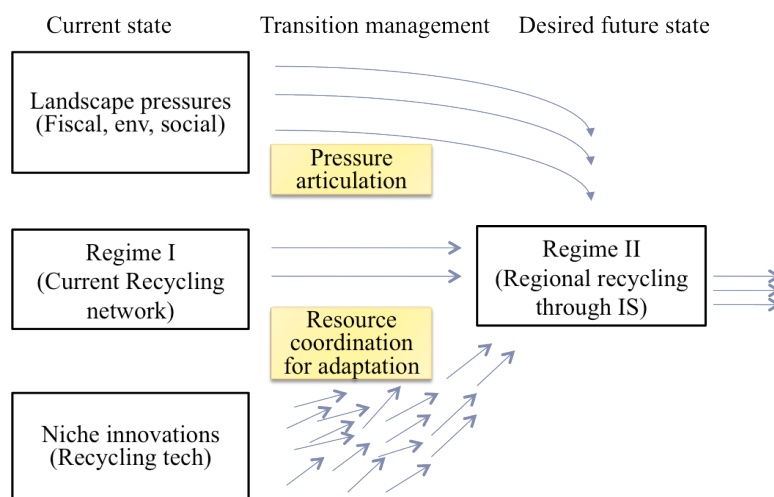 Current state
Transition management
Desired future state
Landscape pressures
(Fiscal, env, social)
Pressure
articulation
Regime I
(Current Recycling
network)
Regime II
(Regional recycling
through IS)
Resource
coordination
for adaptation
Niche innovations
(Recycling tech)